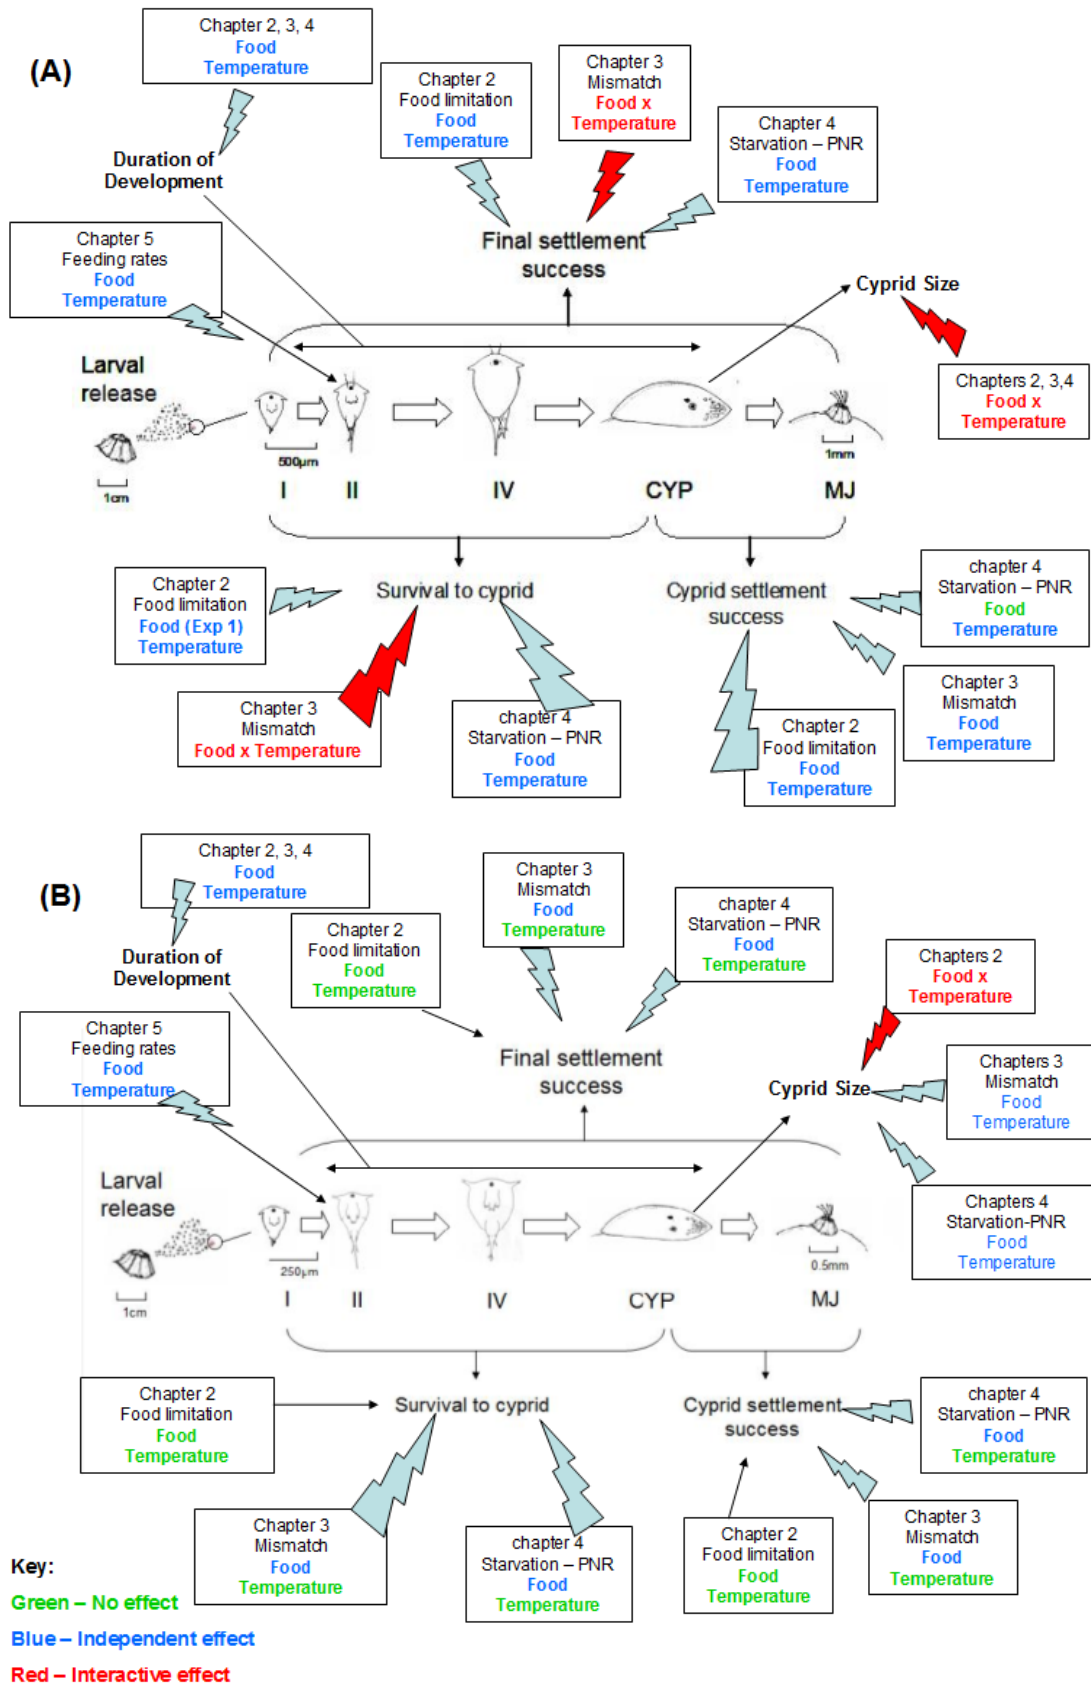 (A)
Chapter 2, 3, 4
Food
Temperature
Chapter 2
Food limitation
Food
Temperature
Chapter 3
Mismatch
Food x
Temperature
Chapter 4
Starvation – PNR
Food
Temperature
Duration of
Development
Chapter 5
Feeding rates
Food
Temperature
Final settlement
success
Cyprid Size
Chapters 2, 3,4
Food x
Temperature
Larval
release
1cm
500µm
1mm
I
II
IV
CYP
MJ
Survival to cyprid
Cyprid settlement
success
Chapter 2
Food limitation
Food (Exp 1)
Temperature
Chapter 3
Mismatch
Food x Temperature
chapter 4
Starvation – PNR
Food
Temperature
chapter 4
Starvation – PNR
Food
Temperature
Chapter 3
Mismatch
Food
Temperature
Chapter 2
Food limitation
Food
Temperature
(B)
Chapter 2, 3, 4
Food
Temperature
Chapter 2
Food limitation
Food
Temperature
Chapter 3
Mismatch
Food
Temperature
chapter 4
Starvation – PNR
Food
Temperature
Chapters 2
Food x
Temperature
Duration of
Development
Chapter 5
Feeding rates
Food
Temperature
Final settlement
success
Cyprid Size
Chapters 3
Mismatch
Food
Temperature
Chapters 4
Starvation-PNR
Food
Temperature
Larval
release
1cm
250µm
0.5mm
I
II
IV
CYP
MJ
Survival to cyprid
Cyprid settlement
success
Chapter 2
Food limitation
Food
Temperature
Chapter 3
Mismatch
Food
Temperature
chapter 4
Starvation – PNR
Food
Temperature
Chapter 2
Food limitation
Food
Temperature
chapter 4
Starvation – PNR
Food
Temperature
Chapter 3
Mismatch
Food
Temperature
Key:
Green – No effect
Blue – Independent effect
Red – Interactive effect